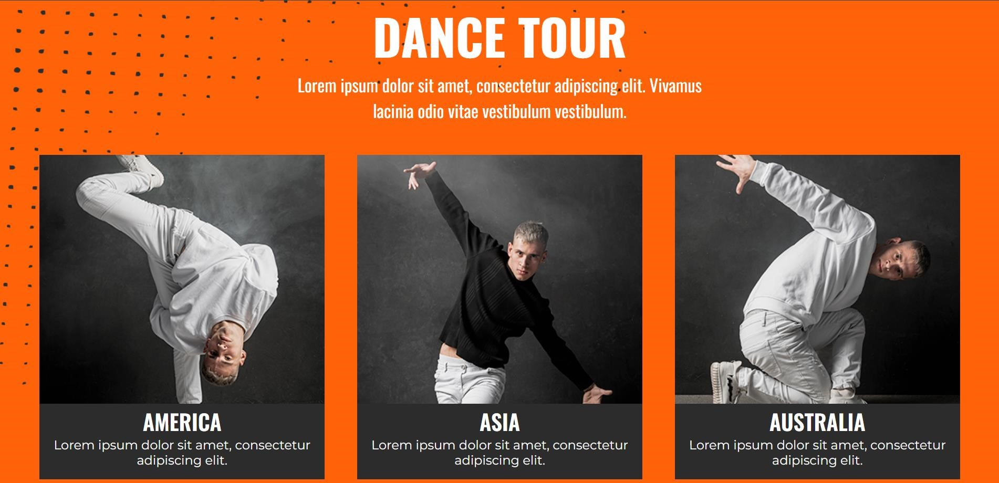 DANCE TOUR
Lorem ipsum dolor sit amet, consectetur adipiscing elit. Vivamus
lacinia odio vitae vestibulum vestibulum.
AMERICA
Lorem ipsum dolor sit amet, consectetur
adipiscing elit.
ASIA
Lorem ipsum dolor sit amet, consectetur
adipiscing elit.
AUSTRALIA
Lorem ipsum dolor sit amet, consectetur
adipiscing elit.